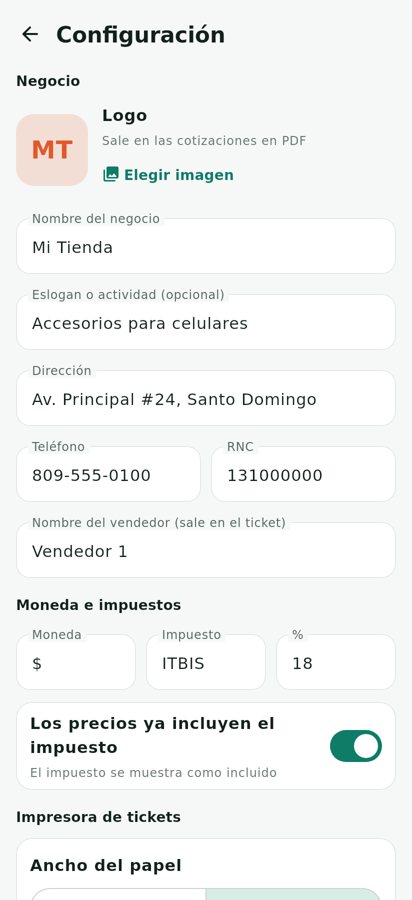 Configuración
Negocio
MT
Logo
Sale en las cotizaciones en PDF
Elegir imagen
Nombre del negocio
Mi Tienda
Eslogan o actividad (opcional)
Accesorios para celulares
Dirección
Av. Principal #24, Santo Domingo
Teléfono
809-555-0100
RNC
131000000
Nombre del vendedor (sale en el ticket)
Vendedor 1
Moneda e impuestos
Moneda
$
Impuesto
ITBIS
%
18
Los precios ya incluyen el
impuesto
El impuesto se muestra como incluido
Impresora de tickets
Ancho del papel